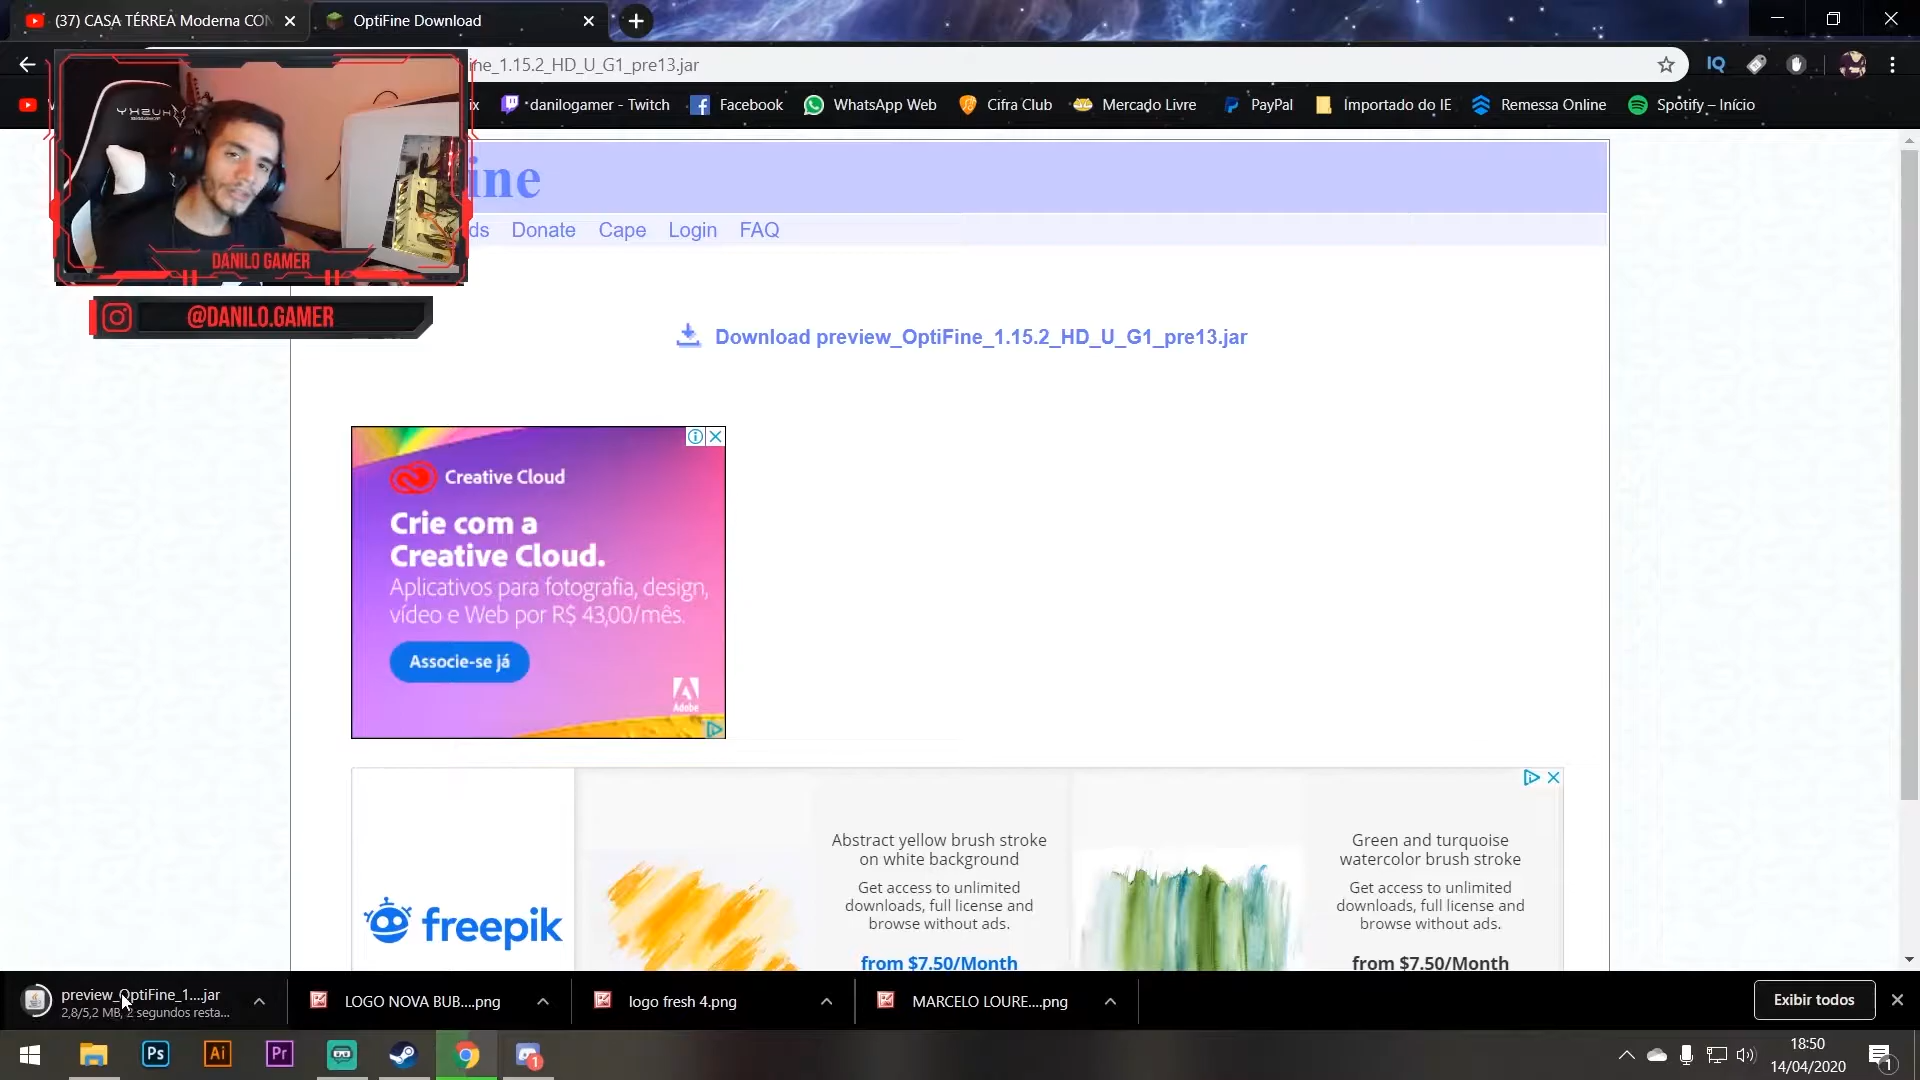 (37) CASA TÉRREA Moderna CON
OptiFine Download
ine_1.15.2_HD_U_G1_pre13.jar
IQ
ix
danilogamer - Twitch
Facebook
WhatsApp Web
Cifra Club
Mercado Livre
PayPal
Importado do IE
Remessa Online
Spotify – Início
HUSKY
DANILO GAMER
@DANILO.GAMER
ine
ds
Donate
Cape
Login
FAQ
Download preview_OptiFine_1.15.2_HD_U_G1_pre13.jar
Creative Cloud
Crie com a
Creative Cloud.
Aplicativos para fotografia, design,
vídeo e Web por R$ 43,00/mês.
Associe-se já
Adobe
freepik
Abstract yellow brush stroke
on white background
Get access to unlimited
downloads, full license and
browse without ads.
from $7.50/Month
Green and turquoise
watercolor brush stroke
Get access to unlimited
downloads, full license and
browse without ads.
from $7.50/Month
preview_OptiFine_1....jar
2,8/5,2 MB, 2 segundos resta...
LOGO NOVA BUB....png
logo fresh 4.png
MARCELO LOURE....png
Exibir todos
Ps
Ai
Pr
1
18:50
14/04/2020
1